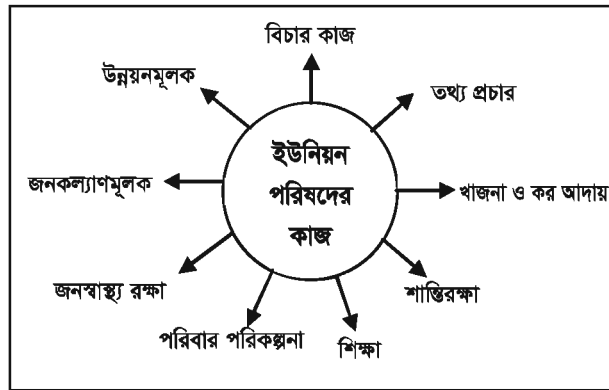 বিচার কাজ
উন্নয়নমূলক
তথ্য প্রচার
ইউনিয়ন
পরিষদের
কাজ
জনকল্যাণমূলক
খাজনা ও কর আদায়
জনস্বাস্থ্য রক্ষা
শান্তিরক্ষা
পরিবার পরিকল্পনা
শিক্ষা